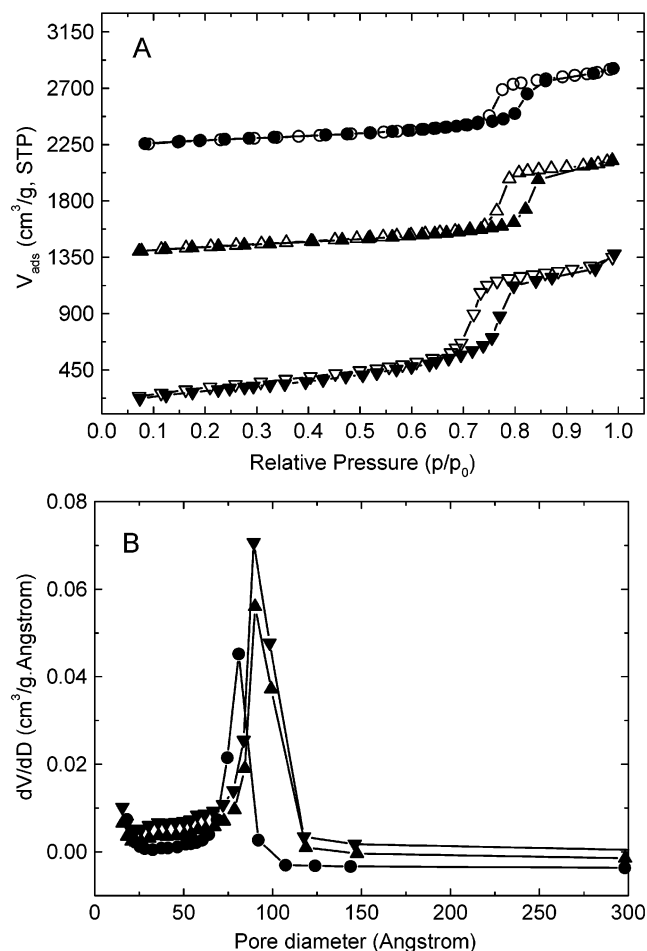 A
3150
2700
2250
1800
1350
900
450
V_ads (cm³/g, STP)
0.0 0.1 0.2 0.3 0.4 0.5 0.6 0.7 0.8 0.9 1.0
Relative Pressure (p/p₀)
B
0.08
0.06
0.04
0.02
0.00
dV/dD (cm³/g.Angstrom)
0 50 100 150 200 250 300
Pore diameter (Angstrom)